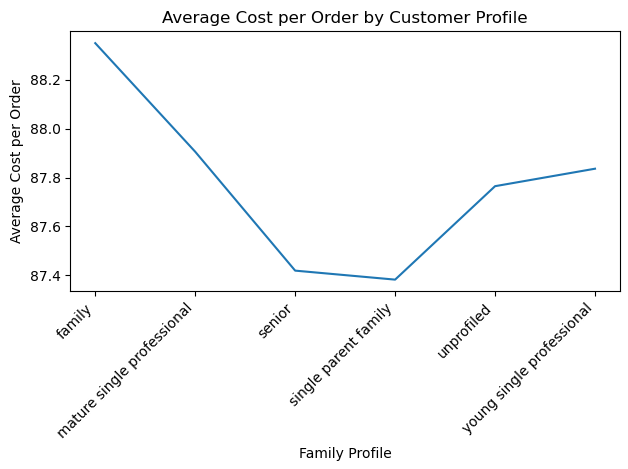 Average Cost per Order by Customer Profile
Average Cost per Order
88.2
88.0
87.8
87.6
87.4
family
mature single professional
senior
single parent family
unprofiled
young single professional
Family Profile